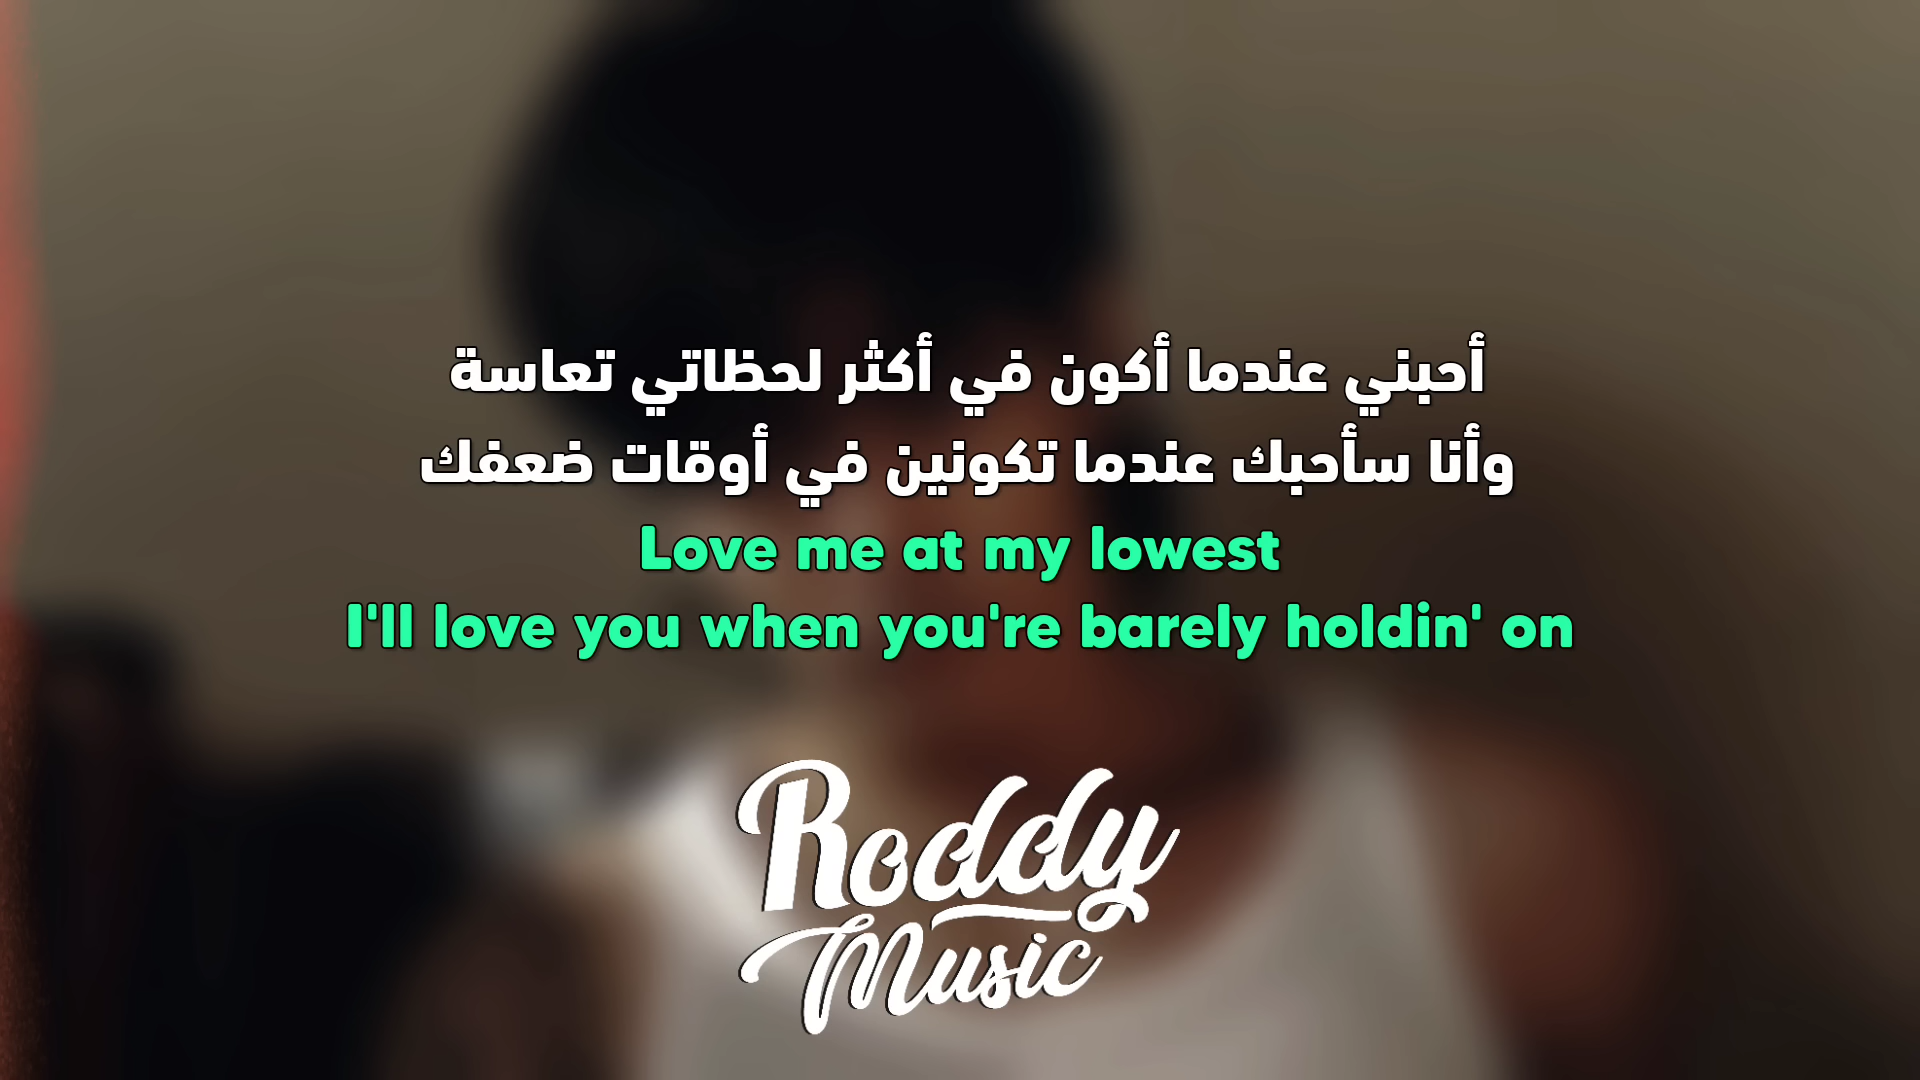 أحبني عندما أكون في أكثر لحظاتي تعاسة
وأنا سأحبك عندما تكونين في أوقات ضعفك
Love me at my lowest
I'll love you when you're barely holdin' on
Roddy
Music